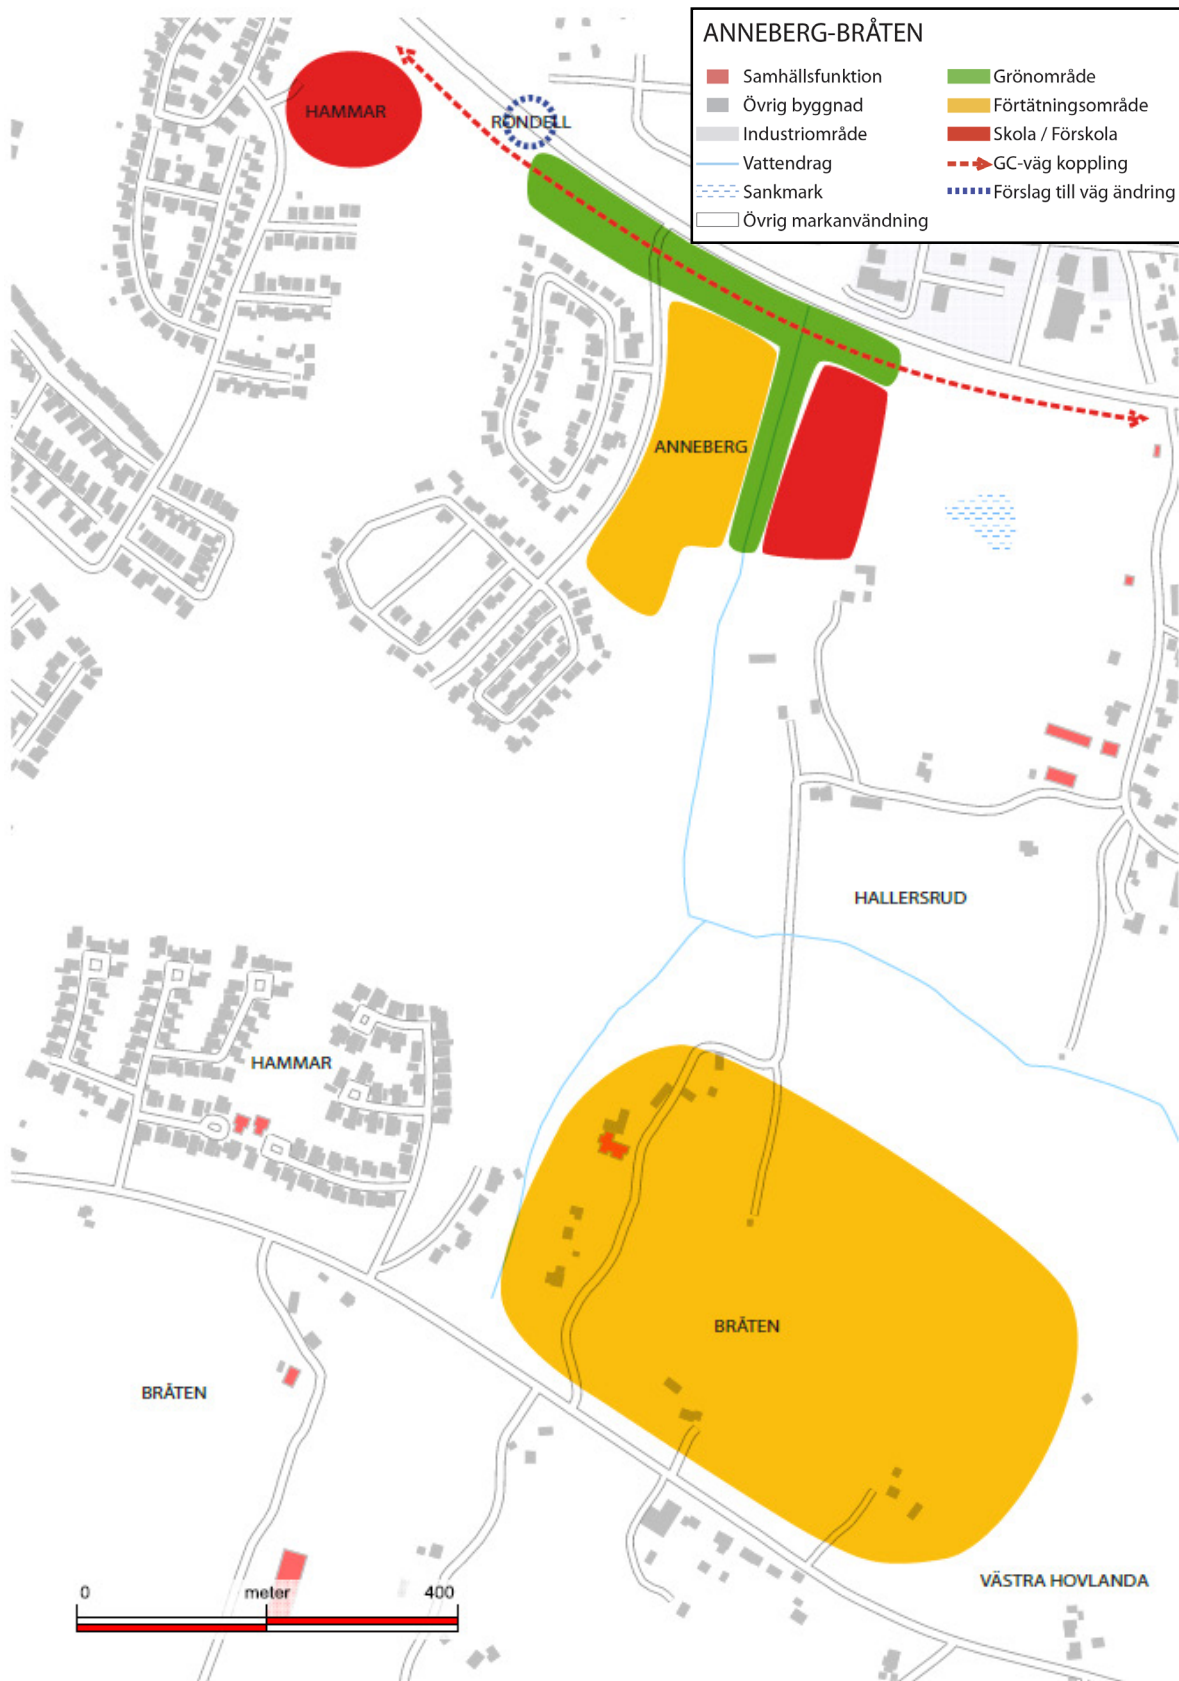 ANNEBERG-BRÅTEN
Samhällsfunktion
Övrig byggnad
Industriområde
Vattendrag
Sankmark
Övrig markanvändning
Grönområde
Förtätningsområde
Skola / Förskola
GC-väg koppling
Förslag till väg ändring
HAMMAR
RONDELL
ANNEBERG
HALLERSRUD
HAMMAR
BRÅTEN
BRÅTEN
VÄSTRA HOVLANDA
0 meter 400